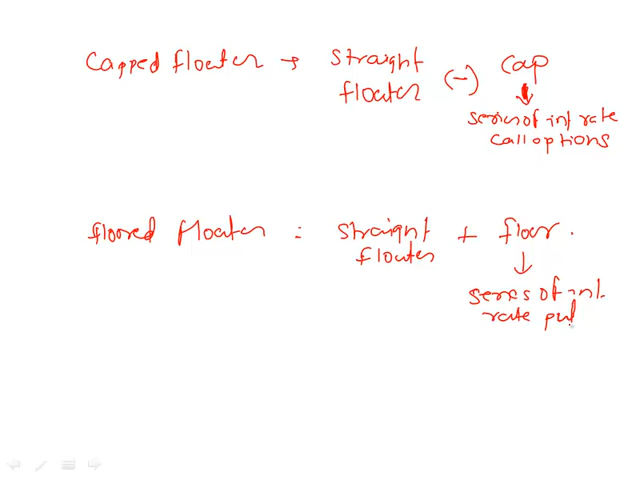 Capped floater → straight floater (-) cap
↓
series of int rate
call options
floored floater = straight floater + floor.
↓
series of int.
rate put